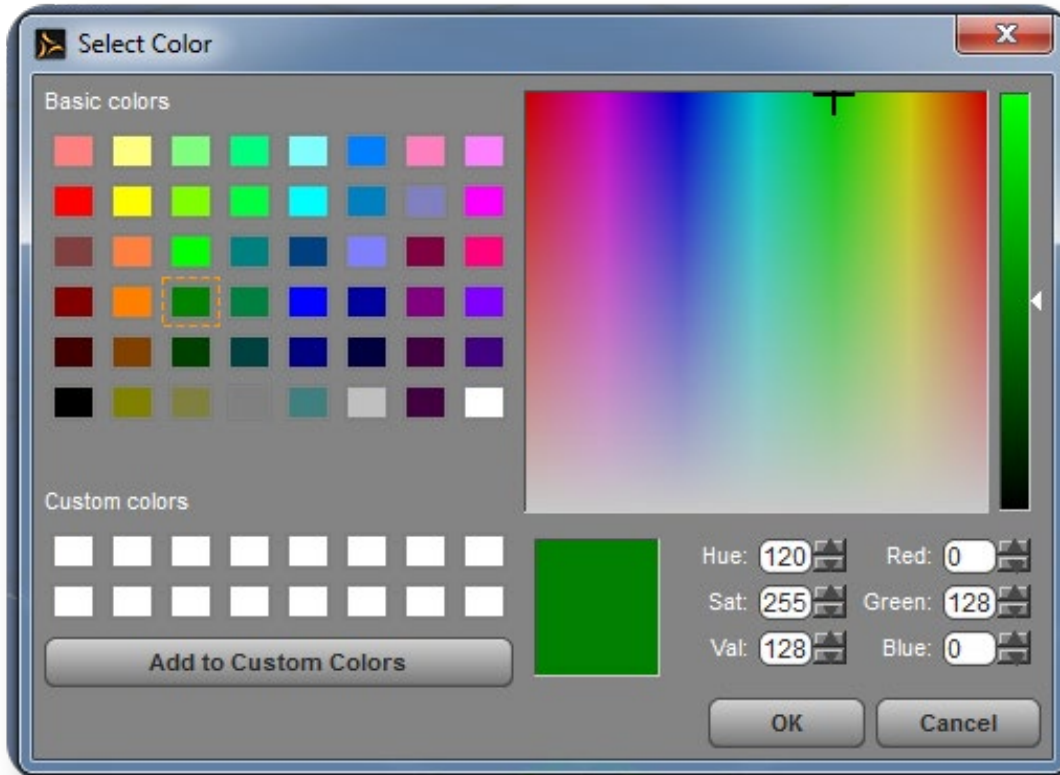 Select Color
Basic colors
Custom colors
Add to Custom Colors
Hue: 120 Red: 0
Sat: 255 Green: 128
Val: 128 Blue: 0
OK Cancel